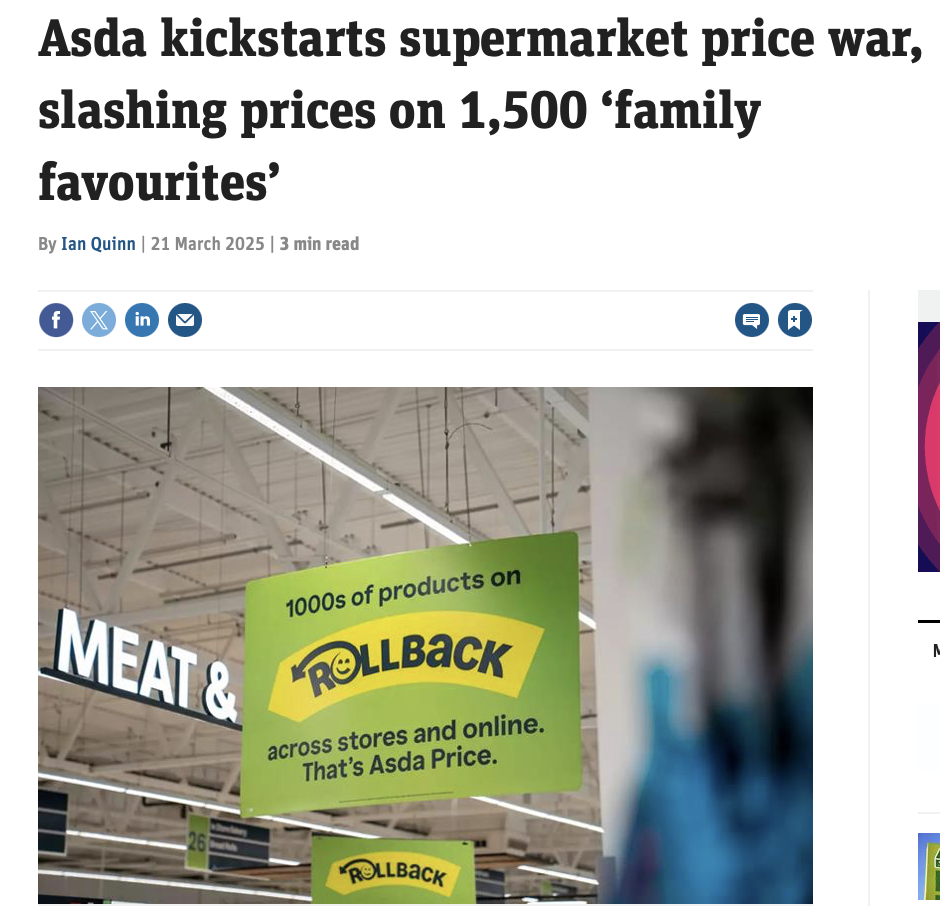 Asda kickstarts supermarket price war,
slashing prices on 1,500 ‘family
favourites’
By Ian Quinn | 21 March 2025 | 3 min read
MEAT &
1000s of products on
ROLLBACK
across stores and online.
That's Asda Price.
26
ROLLBACK